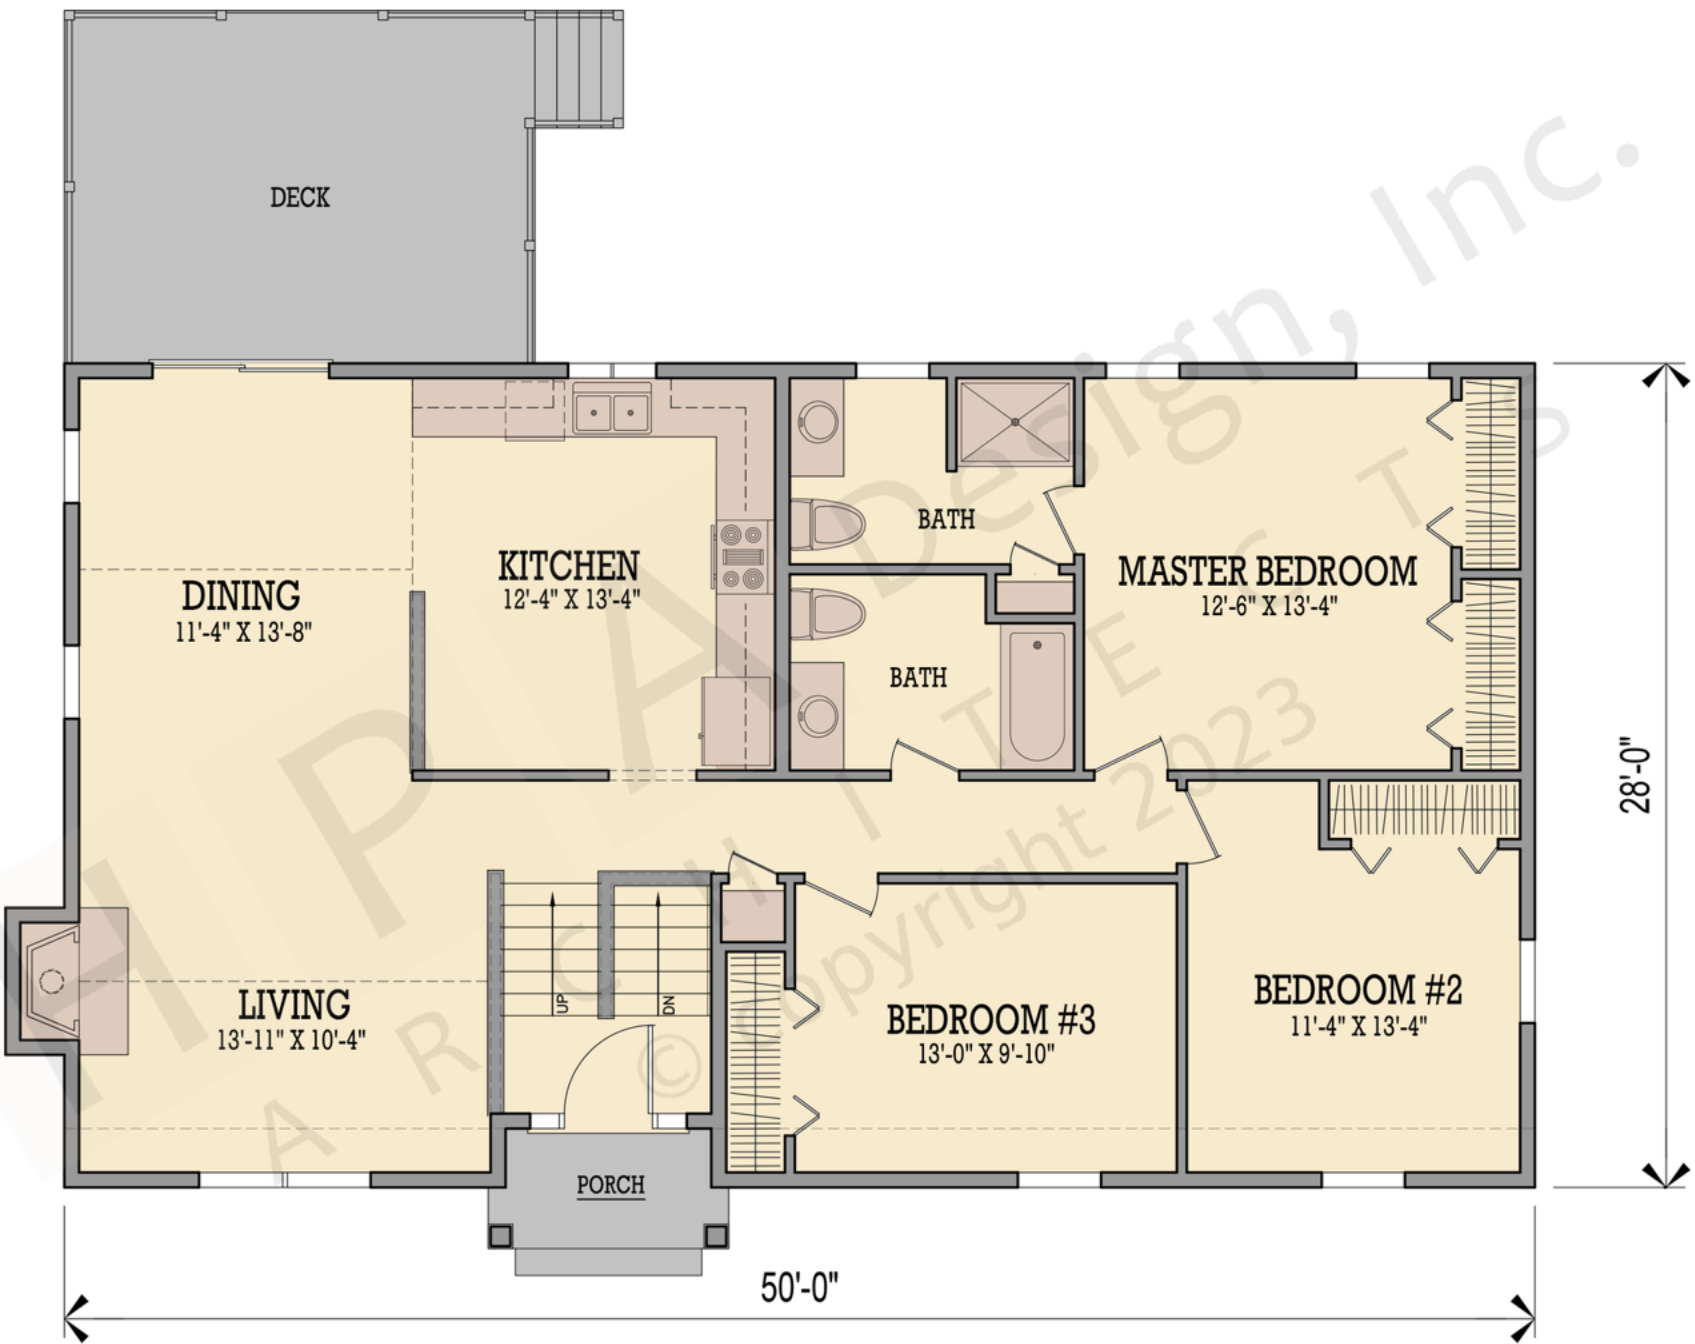 DECK
BATH
KITCHEN
12'-4" X 13'-4"
MASTER BEDROOM
12'-6" X 13'-4"
DINING
11'-4" X 13'-8"
BATH
28'-0"
UP
DN
LIVING
13'-11" X 10'-4"
BEDROOM #3
13'-0" X 9'-10"
BEDROOM #2
11'-4" X 13'-4"
PORCH
50'-0"
HPA Design, Inc.
ARCHITECTS
© Copyright 2023